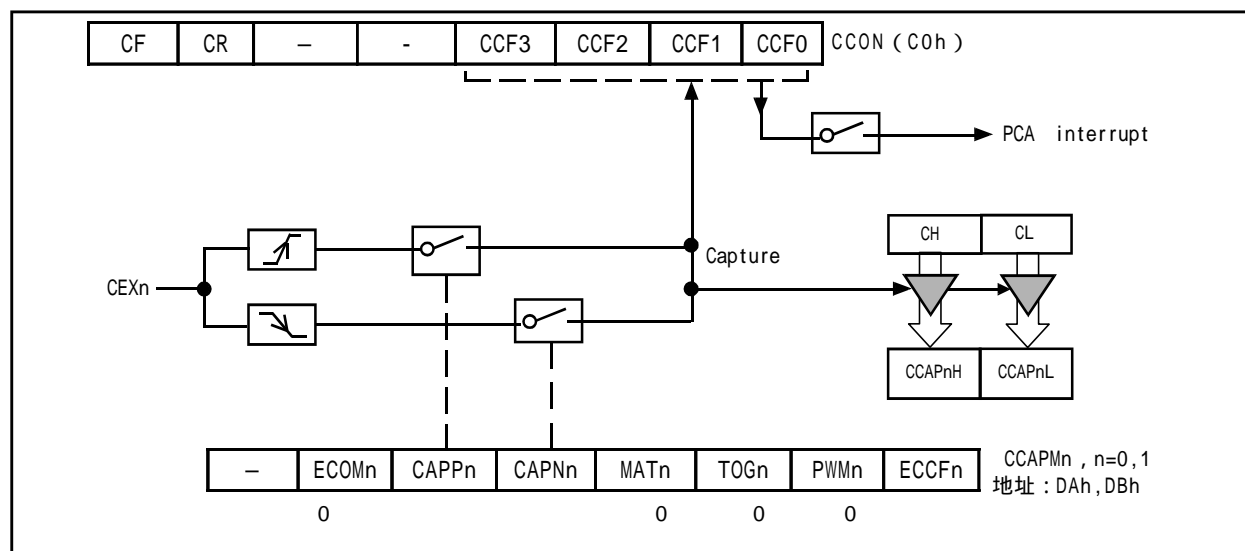 CF CR – - CCF3 CCF2 CCF1 CCF0 CCON（C0h）
PCA interrupt
CH CL
Capture
CEXn
CCAPnH CCAPnL
– ECOMn CAPPn CAPNn MATn TOGn PWMn ECCFn
CCAPMn，n=0,1
地址：DAh,DBh
0 0 0 0